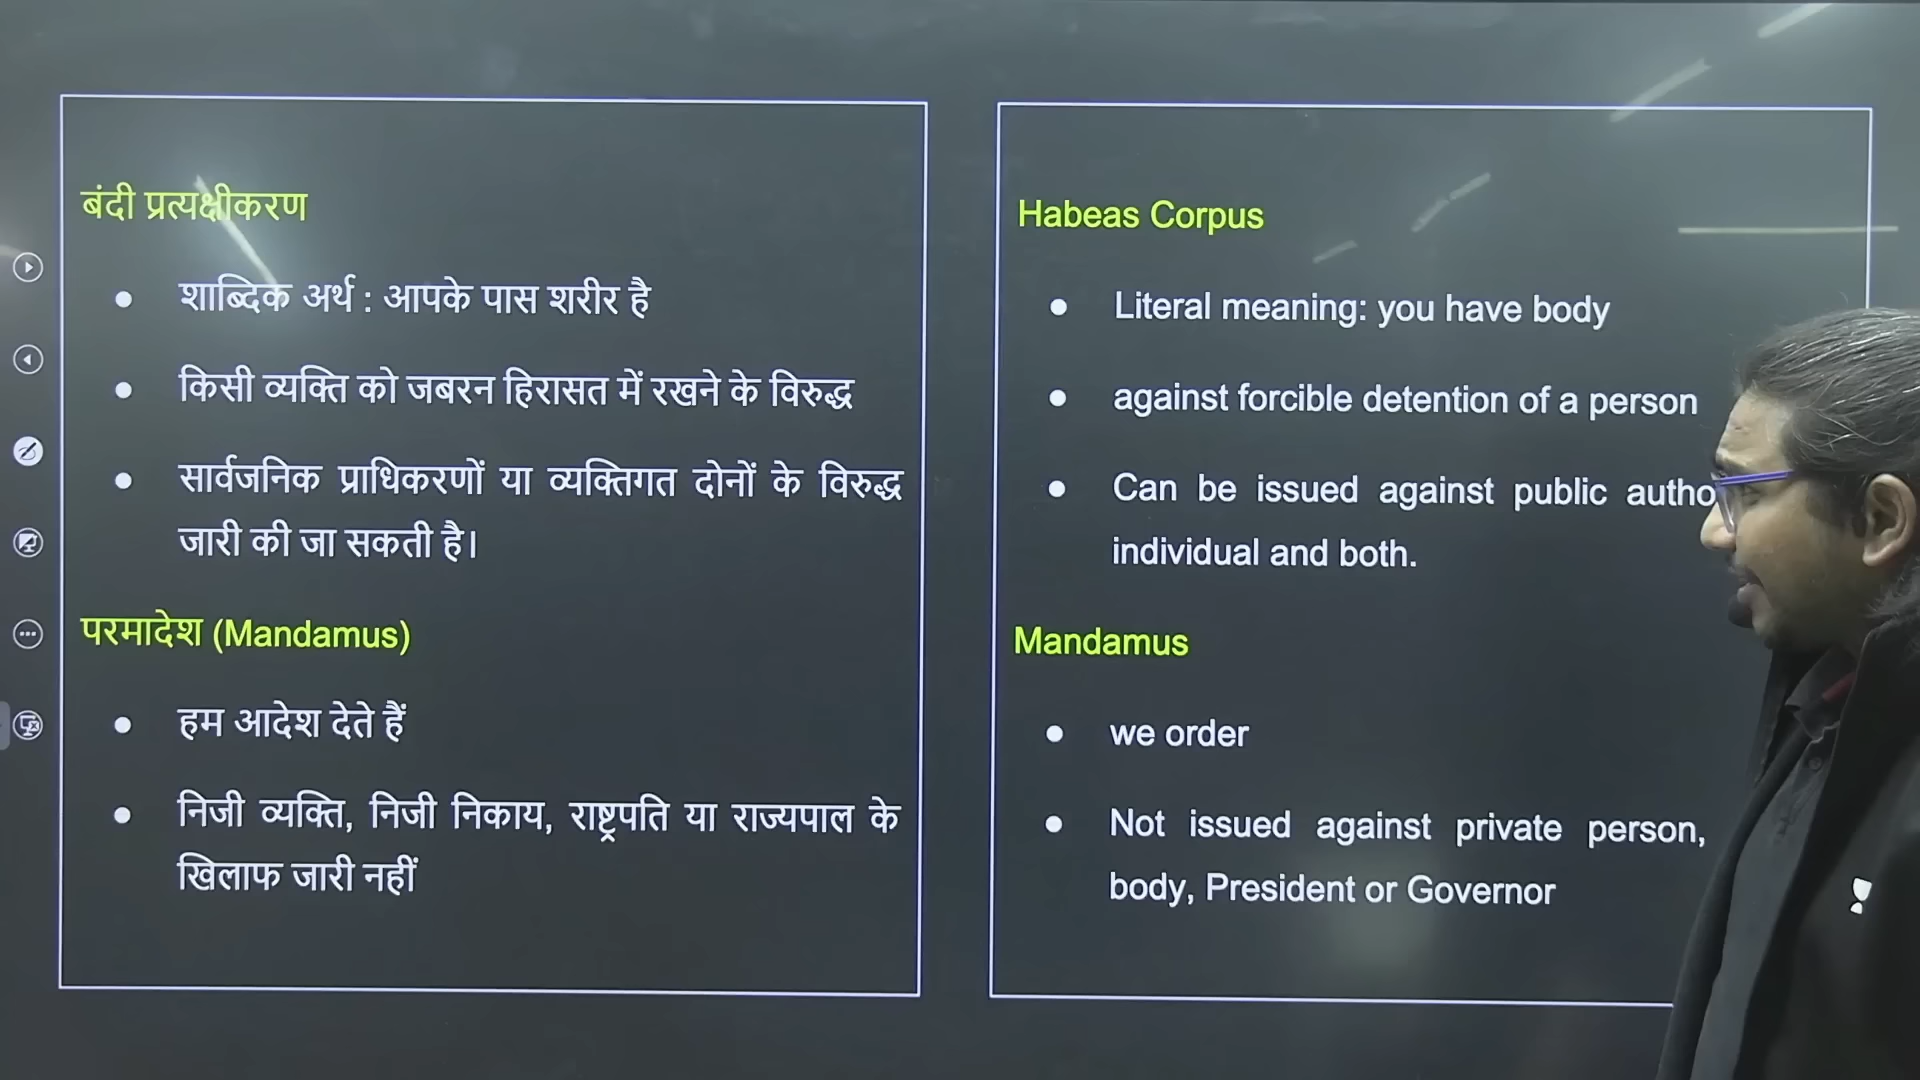 बंदी प्रत्यक्षीकरण
शाब्दिक अर्थ : आपके पास शरीर है
किसी व्यक्ति को जबरन हिरासत में रखने के विरुद्ध
सार्वजनिक प्राधिकरणों या व्यक्तिगत दोनों के विरुद्ध
जारी की जा सकती है।
परमादेश (Mandamus)
हम आदेश देते हैं
निजी व्यक्ति, निजी निकाय, राष्ट्रपति या राज्यपाल के
खिलाफ जारी नहीं
Habeas Corpus
Literal meaning: you have body
against forcible detention of a person
Can be issued against public
individual and both.
Mandamus
we order
Not issued against private person,
body, President or Governor